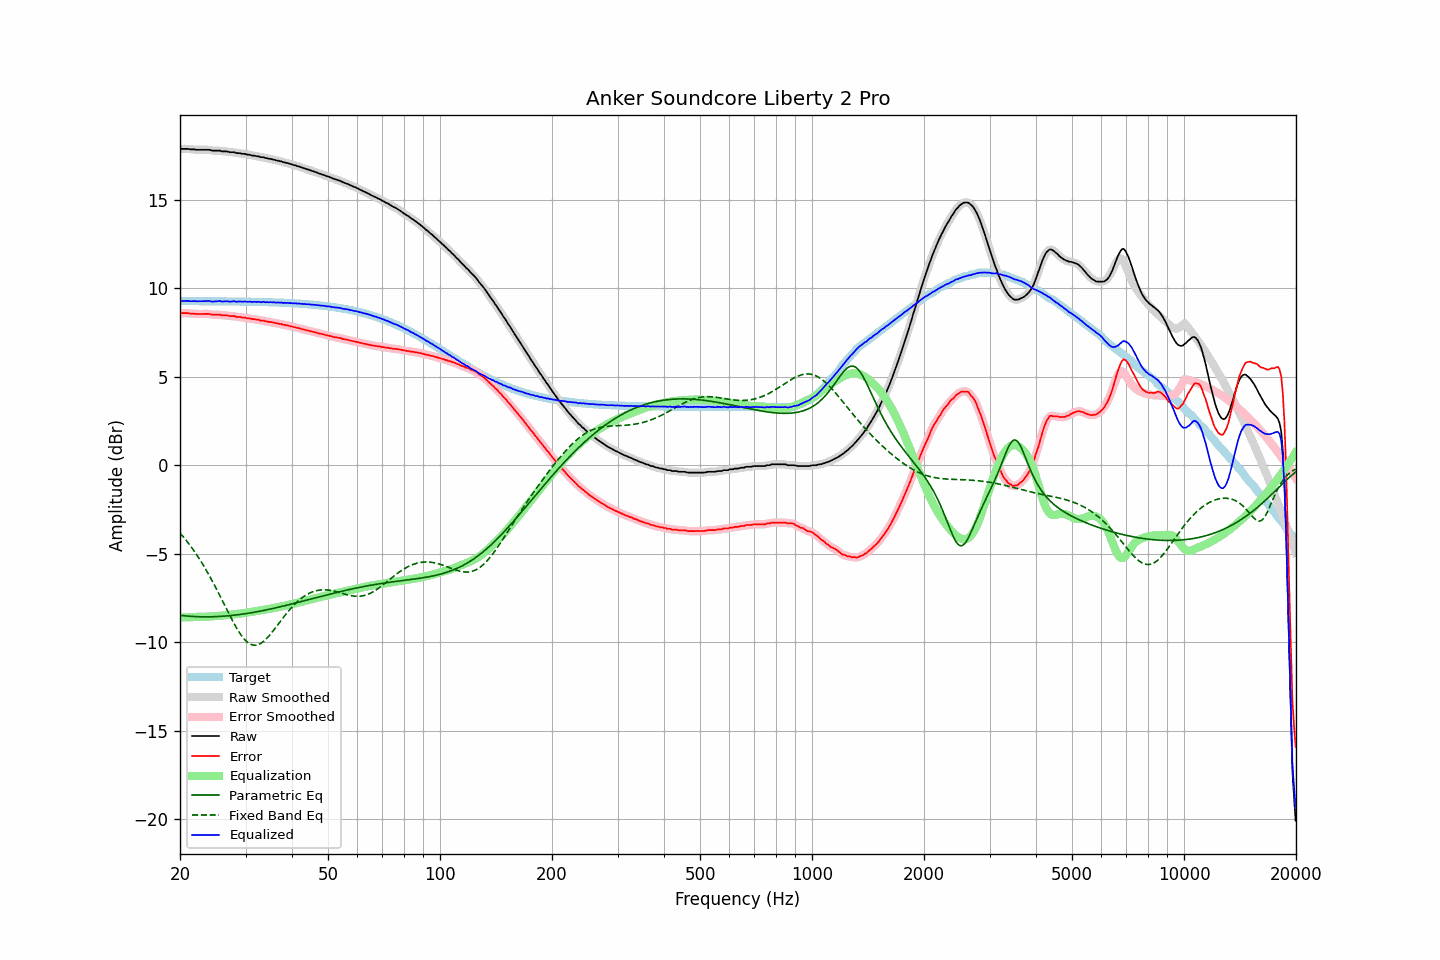 Anker Soundcore Liberty 2 Pro
Amplitude (dBr)
15
10
5
0
−5
−10
−15
−20
Target
Raw Smoothed
Error Smoothed
Raw
Error
Equalization
Parametric Eq
Fixed Band Eq
Equalized
20 50 100 200 500 1000 2000 5000 10000 20000
Frequency (Hz)